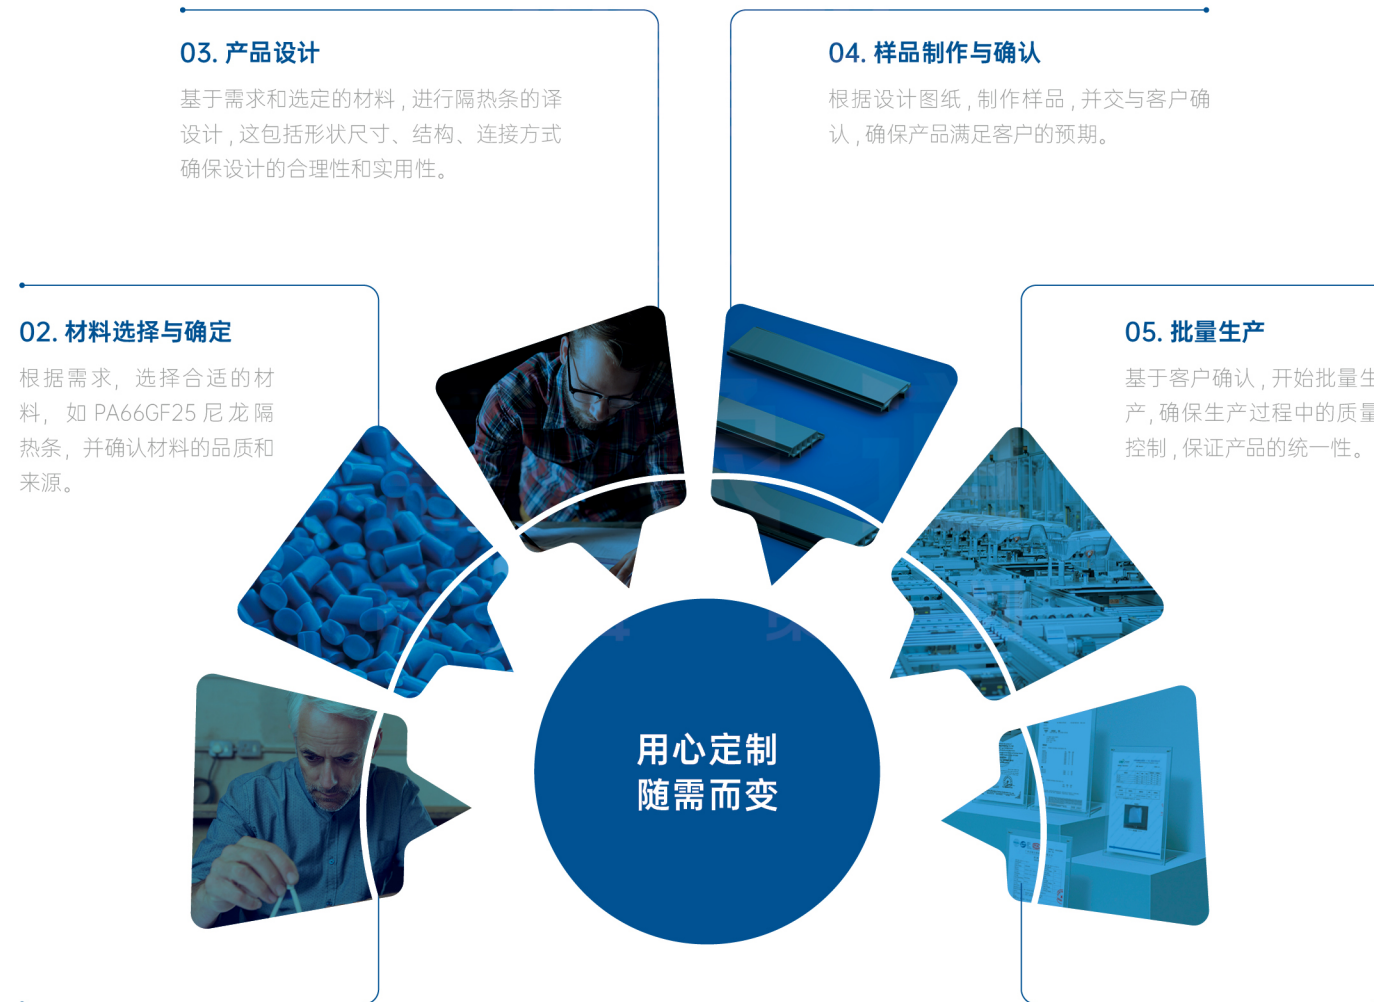 03. 产品设计
基于需求和选定的材料 , 进行隔热条的译
设计 , 这包括形状尺寸、结构、连接方式
确保设计的合理性和实用性。
04. 样品制作与确认
根据设计图纸 , 制作样品 , 并交与客户确
认 , 确保产品满足客户的预期。
02. 材料选择与确定
根据需求, 选择合适的材
料, 如 PA66GF25 尼龙隔
热条, 并确认材料的品质和
来源。
05. 批量生产
基于客户确认 , 开始批量生
产 , 确保生产过程中的质量
控制 , 保证产品的统一性。
用心定制
随需而变